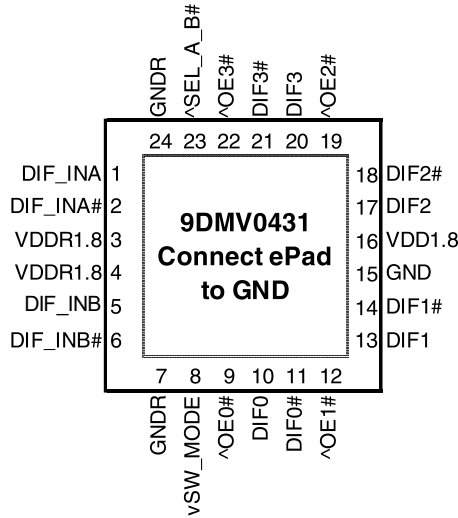 GNDR
^SEL_A_B#
^OE3#
DIF3#
DIF3
^OE2#
24 23 22 21 20 19
DIF_INA 1
DIF_INA# 2
VDDR1.8 3
VDDR1.8 4
DIF_INB 5
DIF_INB# 6
9DMV0431
Connect ePad
to GND
18 DIF2#
17 DIF2
16 VDD1.8
15 GND
14 DIF1#
13 DIF1
7 8 9 10 11 12
GNDR
vSW_MODE
^OE0#
DIF0
DIF0#
^OE1#